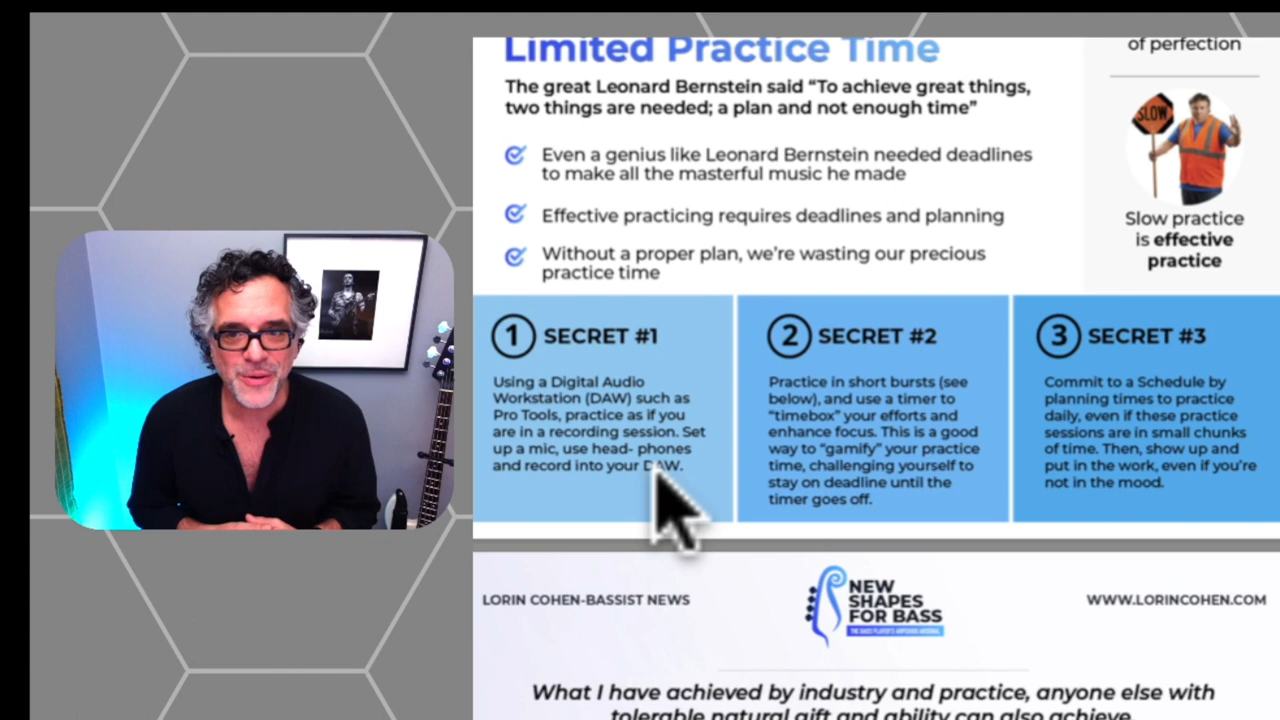 Limited Practice Time
The great Leonard Bernstein said “To achieve great things,
two things are needed; a plan and not enough time”
Even a genius like Leonard Bernstein needed deadlines
to make all the masterful music he made
Effective practicing requires deadlines and planning
Without a proper plan, we’re wasting our precious
practice time
of perfection
SLOW
Slow practice
is effective
practice
1 SECRET #1
Using a Digital Audio
Workstation (DAW) such as
Pro Tools, practice as if you
are in a recording session. Set
up a mic, use head- phones
and record into your DAW.
2 SECRET #2
Practice in short bursts (see
below), and use a timer to
“timebox” your efforts and
enhance focus. This is a good
way to “gamify” your practice
time, challenging yourself to
stay on deadline until the
timer goes off.
3 SECRET #3
Commit to a Schedule by
planning times to practice
daily, even if these practice
sessions are in small chunks
of time. Then, show up and
put in the work, even if you’re
not in the mood.
LORIN COHEN-BASSIST NEWS
NEW
SHAPES
FOR BASS
WWW.LORINCOHEN.COM
What I have achieved by industry and practice, anyone else with
tolerable natural gift and ability can also achieve.